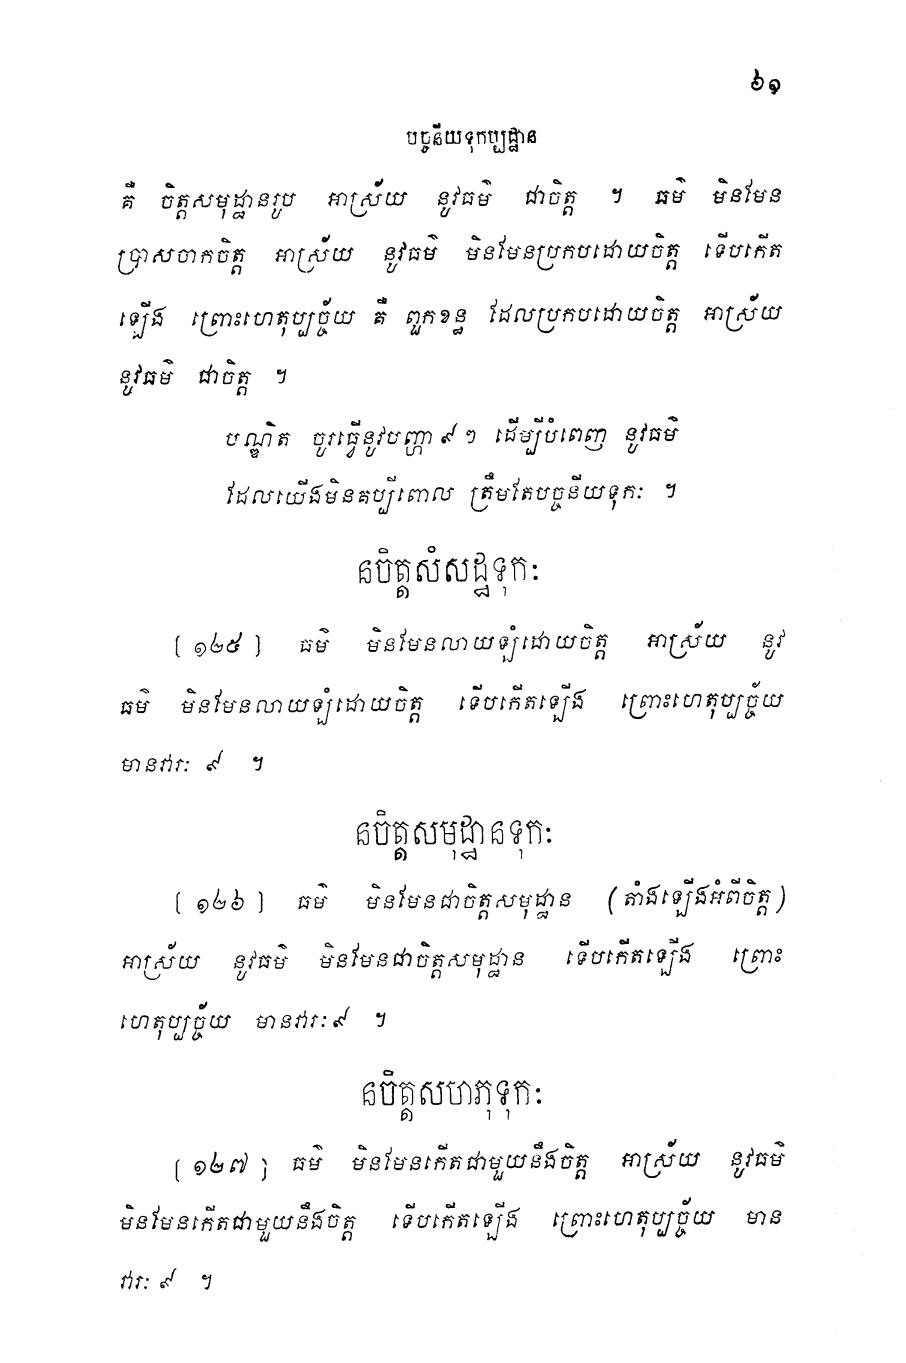 ៦១
បច្ចនីយទុកប្បដ្ឋាន
គឺ ចិត្តសមុដ្ឋានរូប អាស្រ័យ នូវធម៌ ជាចិត្ត ។ ធម៌ មិនមែន
ប្រាសចាកចិត្ត អាស្រ័យ នូវធម៌ មិនមែនប្រកបដោយចិត្ត ទើបកើត
ឡើង ព្រោះហេតុប្បច្ច័យ គឺ ពួកខន្ធ ដែលប្រកបដោយចិត្ត អាស្រ័យ
នូវធម៌ ជាចិត្ត ។
បណ្ឌិត ចូរធ្វើនូវបញ្ហា ៩ ៗ ដើម្បីបំពេញ នូវធម៌
ដែលយើងមិនគប្បីពោល ត្រឹមតែបច្ចនីយទុកៈ ។
នចិត្តសំសដ្ឋទុកៈ
[ ១២៥ ] ធម៌ មិនមែនលាយឡំដោយចិត្ត អាស្រ័យ នូវ
ធម៌ មិនមែនលាយឡំដោយចិត្ត ទើបកើតឡើង ព្រោះហេតុប្បច្ច័យ
មានវារៈ ៩ ។
នចិត្តសមុដ្ឋានទុកៈ
[ ១២៦ ] ធម៌ មិនមែនជាចិត្តសមុដ្ឋាន (តាំងឡើងអំពីចិត្ត)
អាស្រ័យ នូវធម៌ មិនមែនជាចិត្តសមុដ្ឋាន ទើបកើតឡើង ព្រោះ
ហេតុប្បច្ច័យ មានវារៈ ៩ ។
នចិត្តសហភុទុកៈ
[ ១២៧ ] ធម៌ មិនមែនកើតជាមួយនឹងចិត្ត អាស្រ័យ នូវធម៌
មិនមែនកើតជាមួយនឹងចិត្ត ទើបកើតឡើង ព្រោះហេតុប្បច្ច័យ មាន
វារៈ ៩ ។